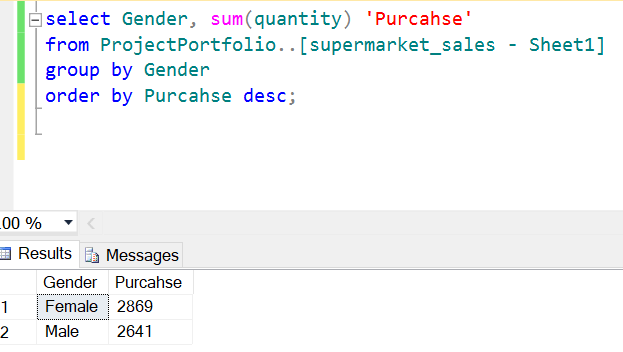 select Gender, sum(quantity) 'Purcahse'
from ProjectPortfolio..[supermarket_sales - Sheet1]
group by Gender
order by Purcahse desc;
.00 %
Results Messages
Gender Purcahse
1 Female 2869
2 Male 2641